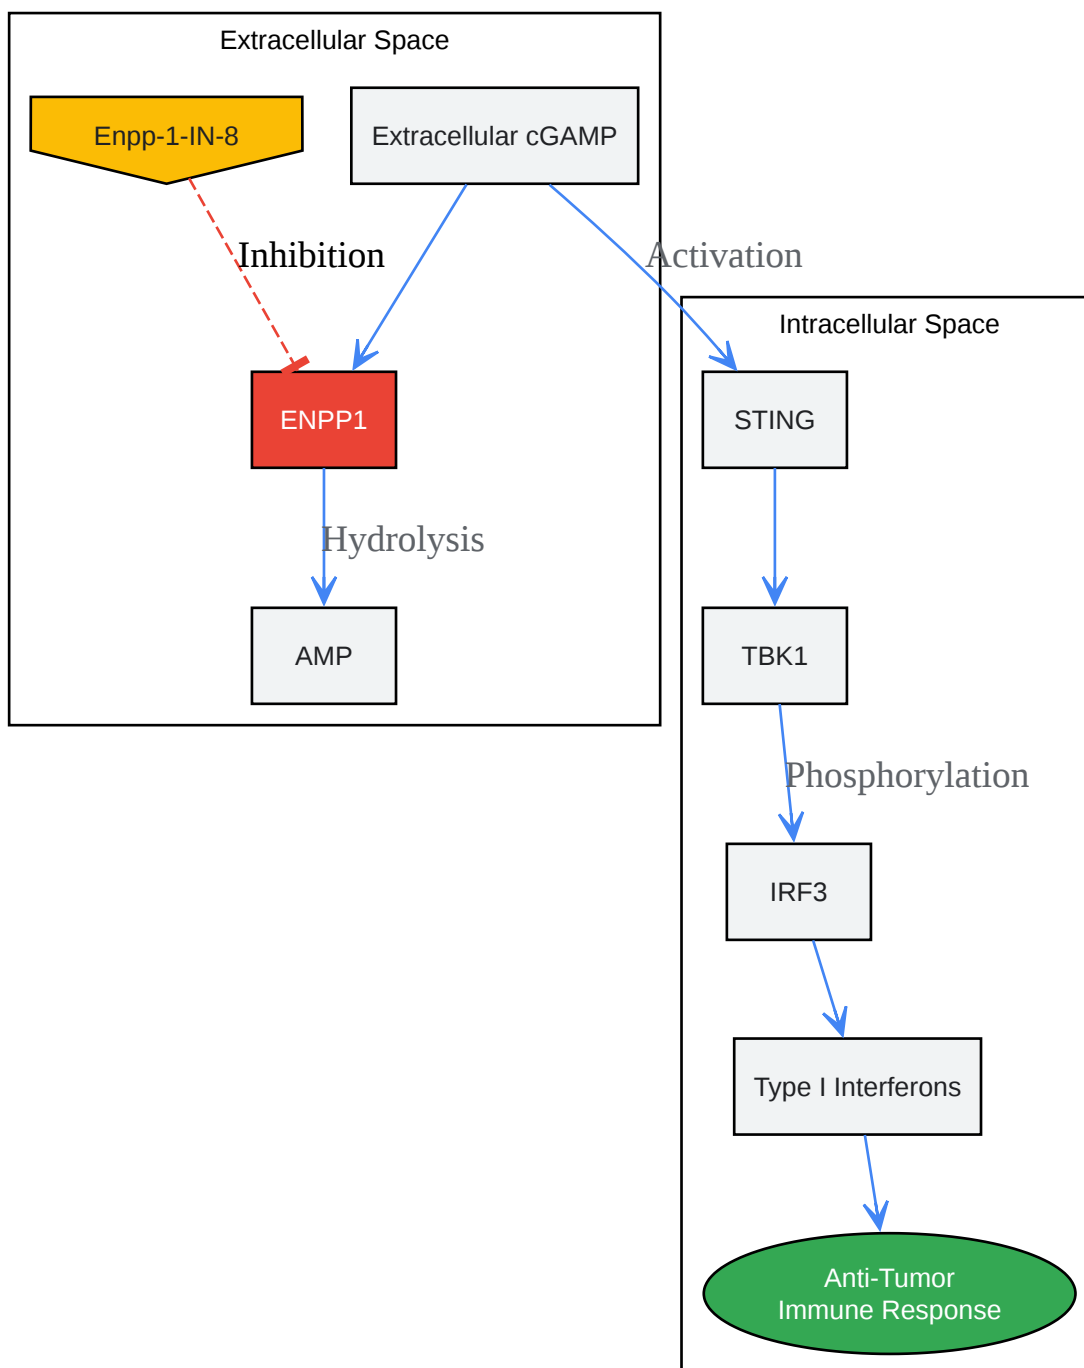 Extracellular Space
Enpp-1-IN-8
Extracellular cGAMP
Inhibition
Activation
Intracellular Space
ENPP1
STING
Hydrolysis
AMP
TBK1
Phosphorylation
IRF3
Type I Interferons
Anti-Tumor
Immune Response